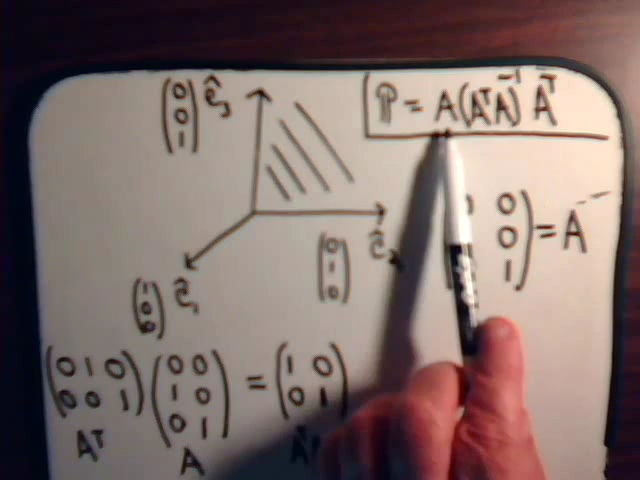 (0 0 1) ê₃
P = A(AᵀA)⁻¹Aᵀ
(0 1 0) ê₂
0 0
0
1 ) = A
(1 0 0) ê₁
(0 1 0
0 0 1) (0 0
1 0
0 1) = (1 0
0 1)
Aᵀ A